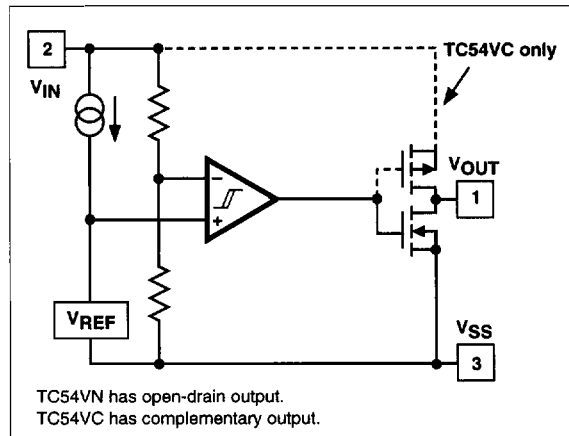 2
TC54VC only
VIN
VOUT
−
1
+
VREF
VSS
3
TC54VN has open-drain output.
TC54VC has complementary output.